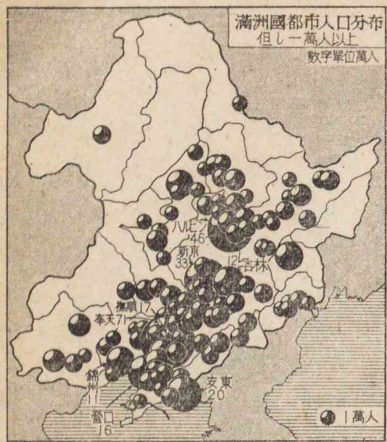 滿洲國都市人口分布
但し一萬人以上
數字單位萬人
ハルビン
46
新京
33
12
吉林
撫順17
奉天71
錦州
11
營口
16
安東
20
1萬人